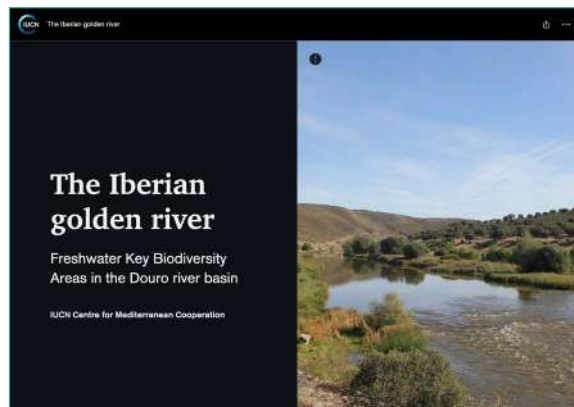 IUCN The Iberian golden river
The Iberian
golden river
Freshwater Key Biodiversity
Areas in the Douro river basin
IUCN Centre for Mediterranean Cooperation